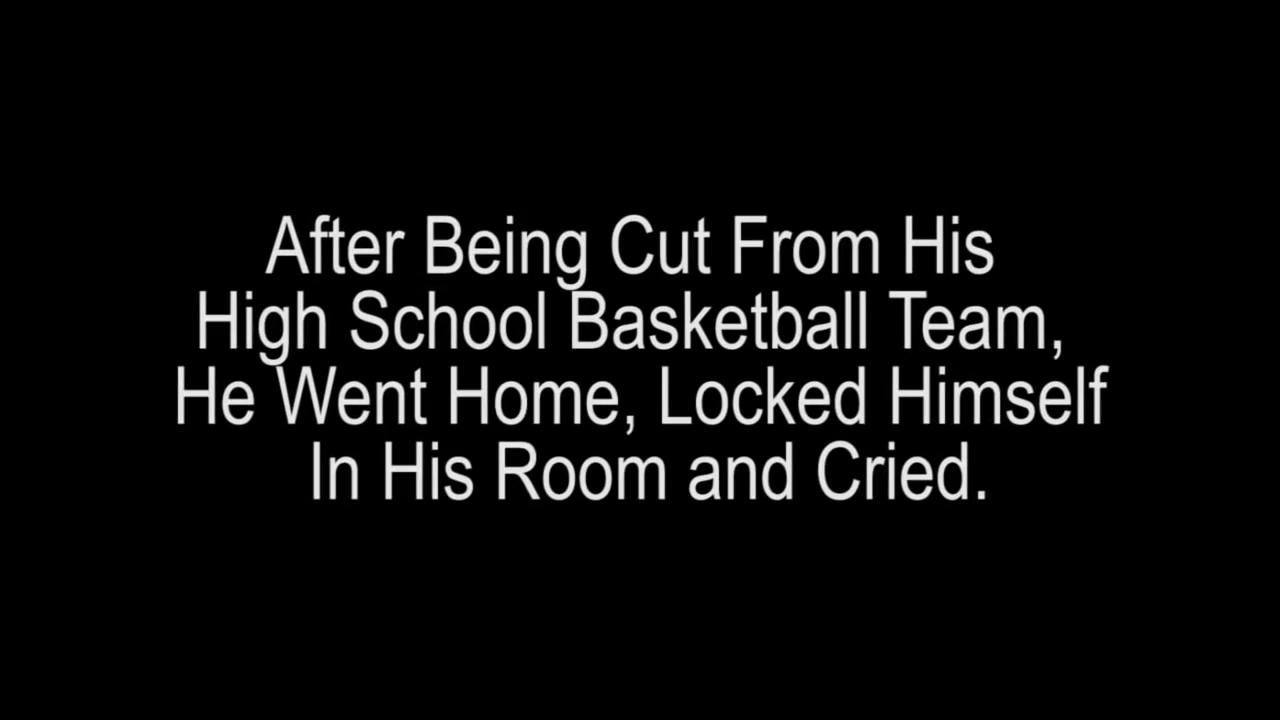 After Being Cut From His
High School Basketball Team,
He Went Home, Locked Himself
In His Room and Cried.